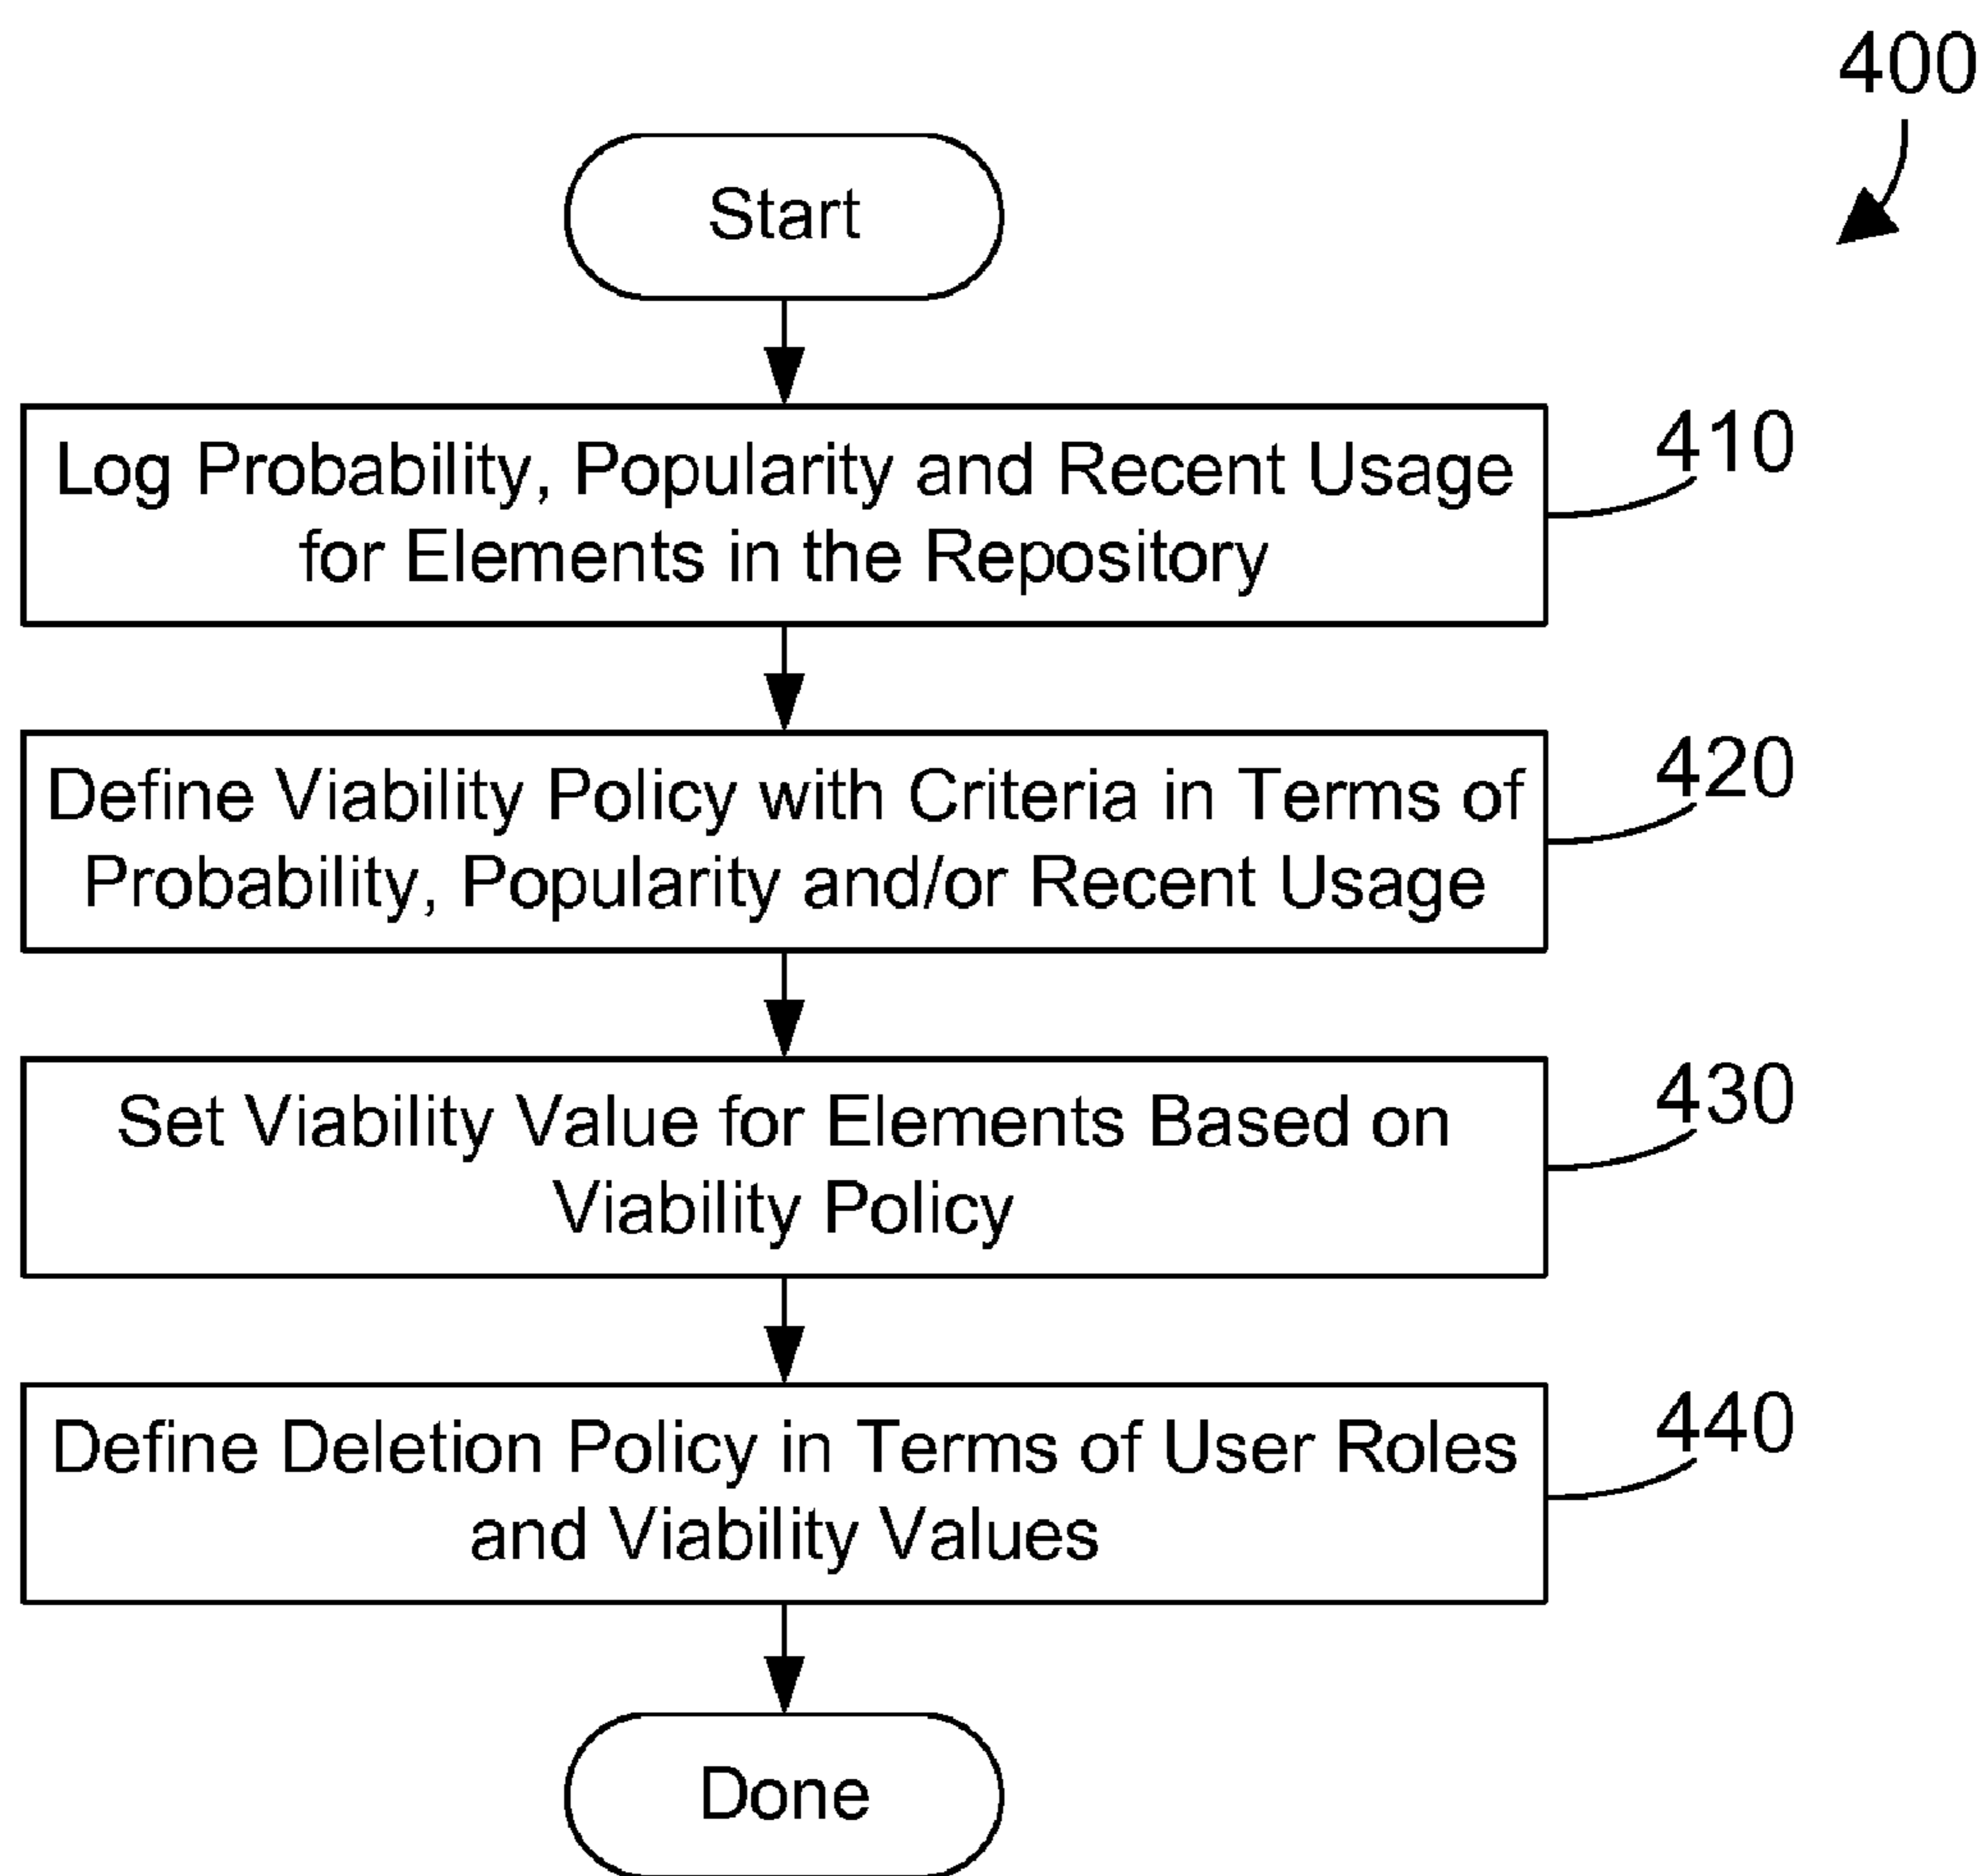 400
Start
Log Probability, Popularity and Recent Usage
for Elements in the Repository
410
Define Viability Policy with Criteria in Terms of
Probability, Popularity and/or Recent Usage
420
Set Viability Value for Elements Based on
Viability Policy
430
Define Deletion Policy in Terms of User Roles
and Viability Values
440
Done